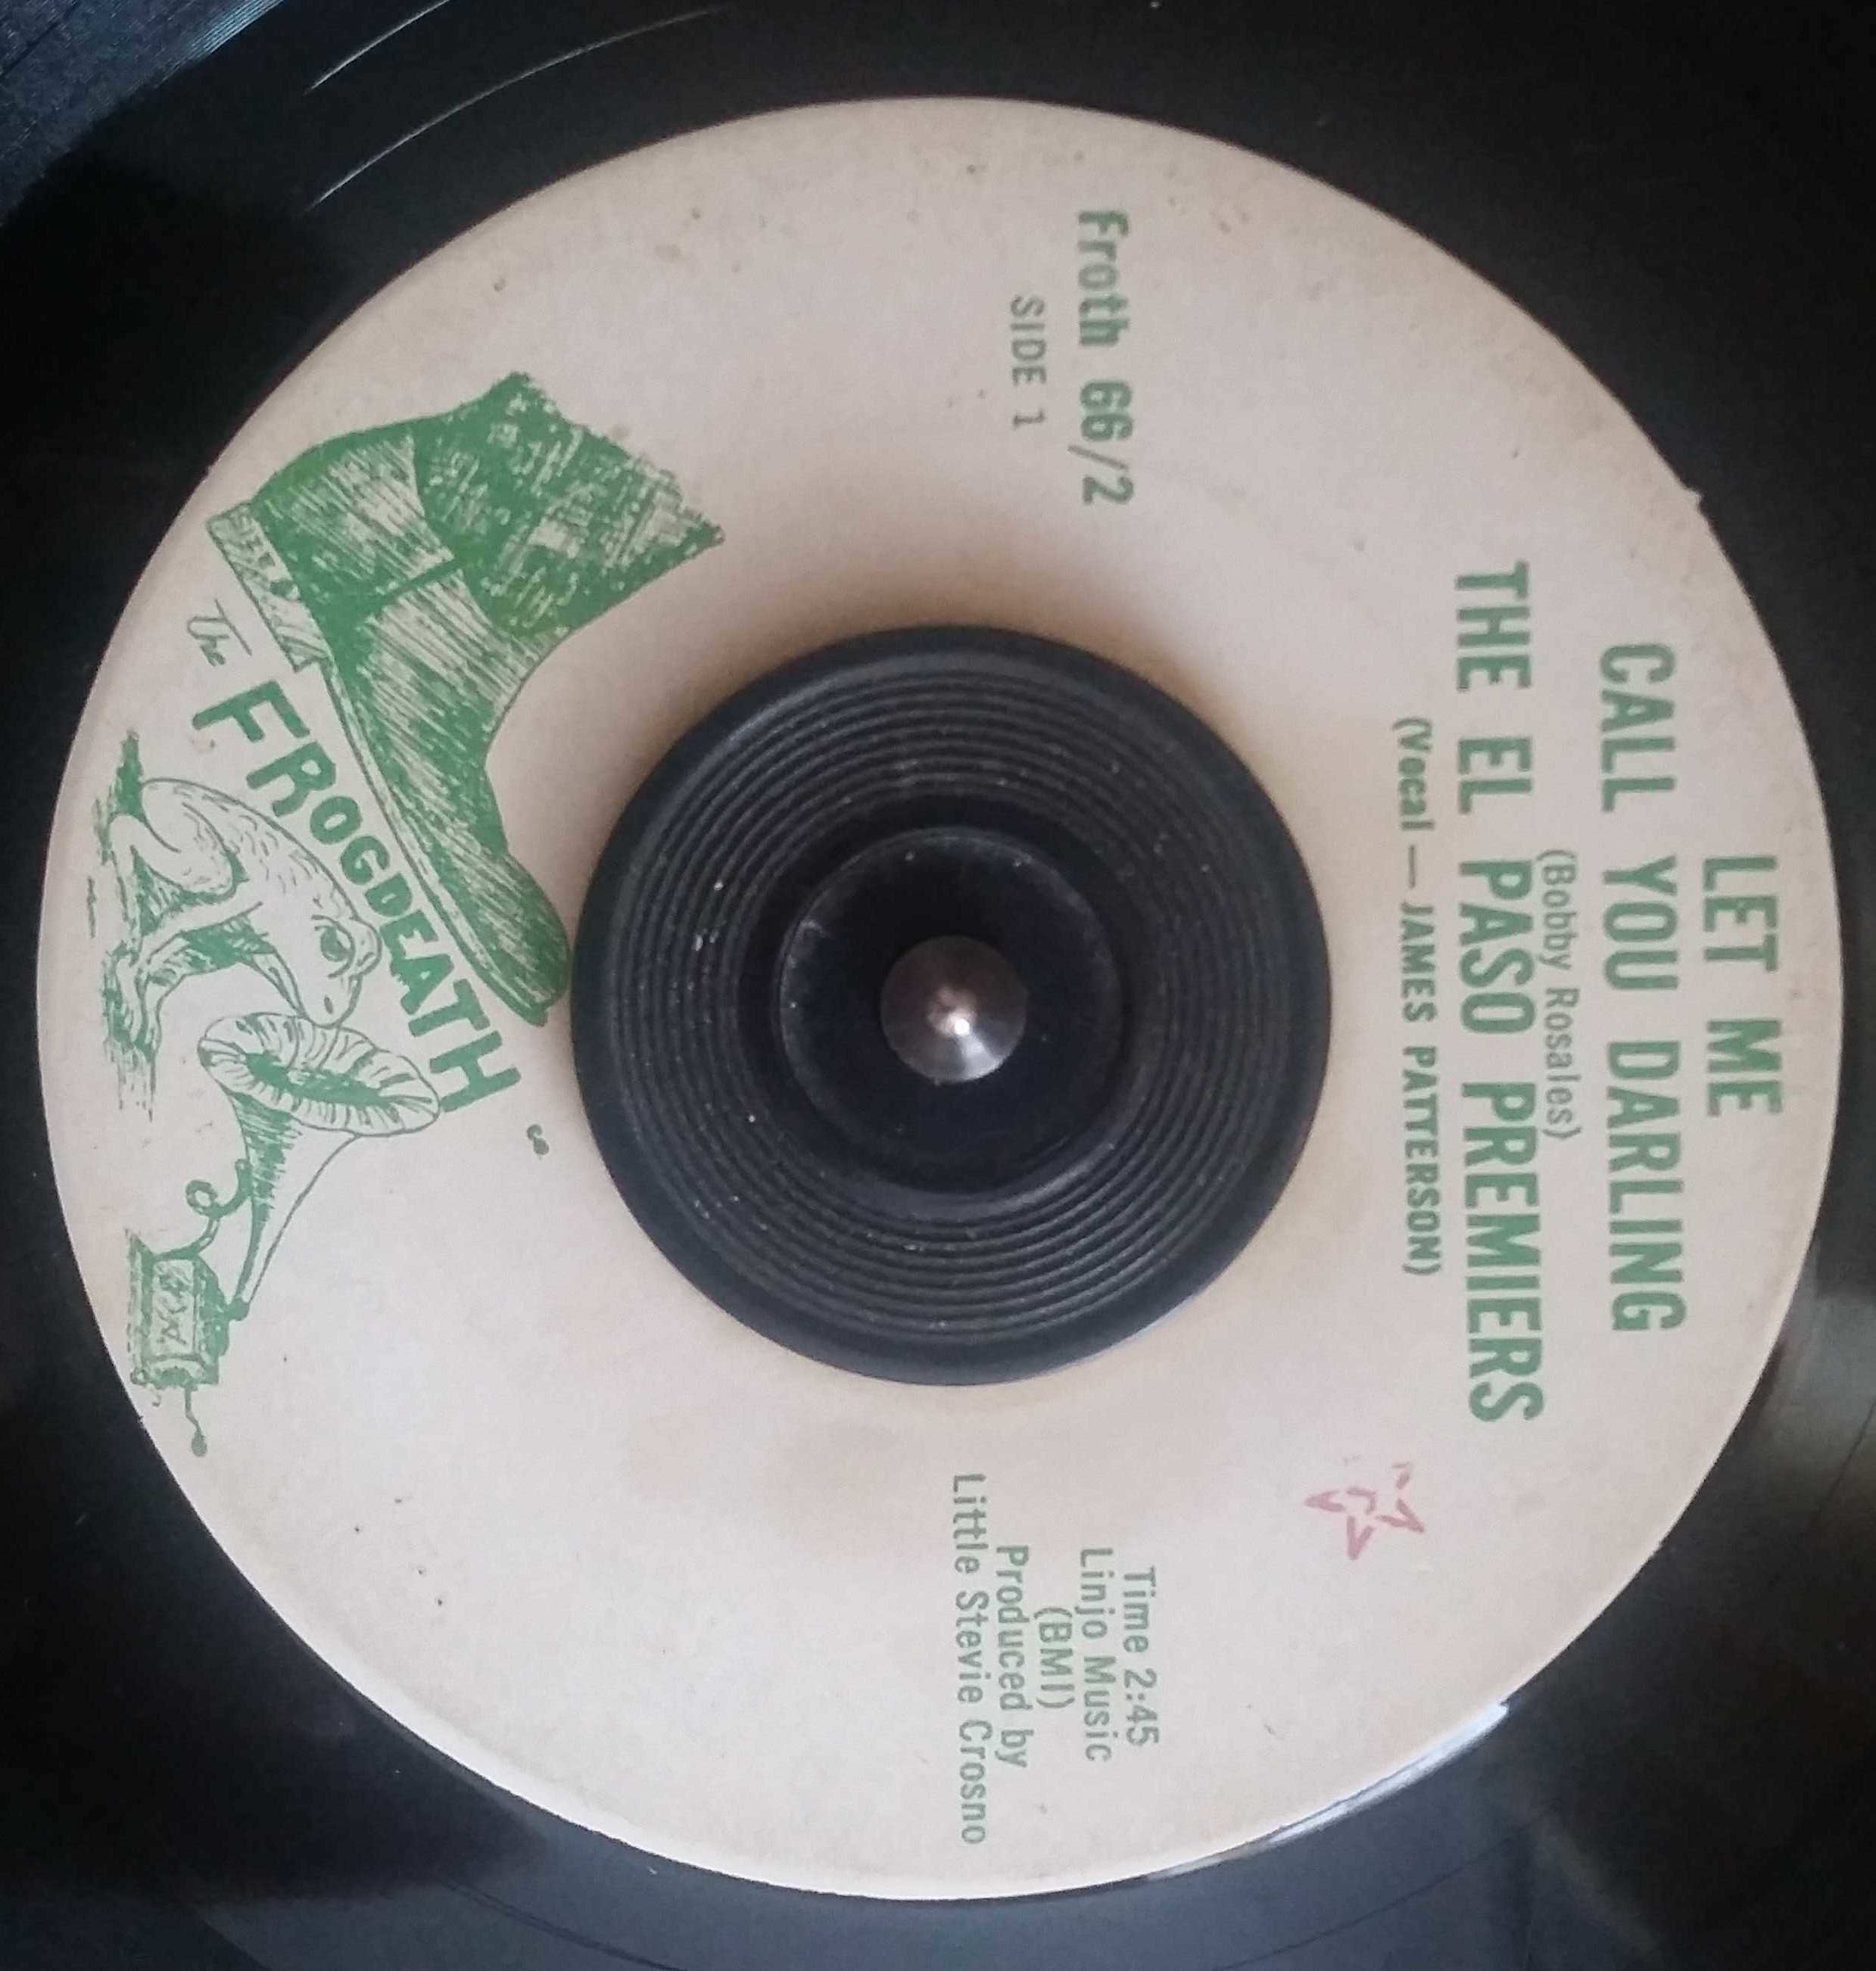 LET ME
CALL YOU DARLING
(Bobby Rosales)
THE EL PASO PREMIERS
(Vocal — JAMES PATTERSON)
Froth 66/2
SIDE 1
Time 2:45
Linjo Music
(BMI)
Produced by
Little Stevie Crosno
The FROGDEATH co